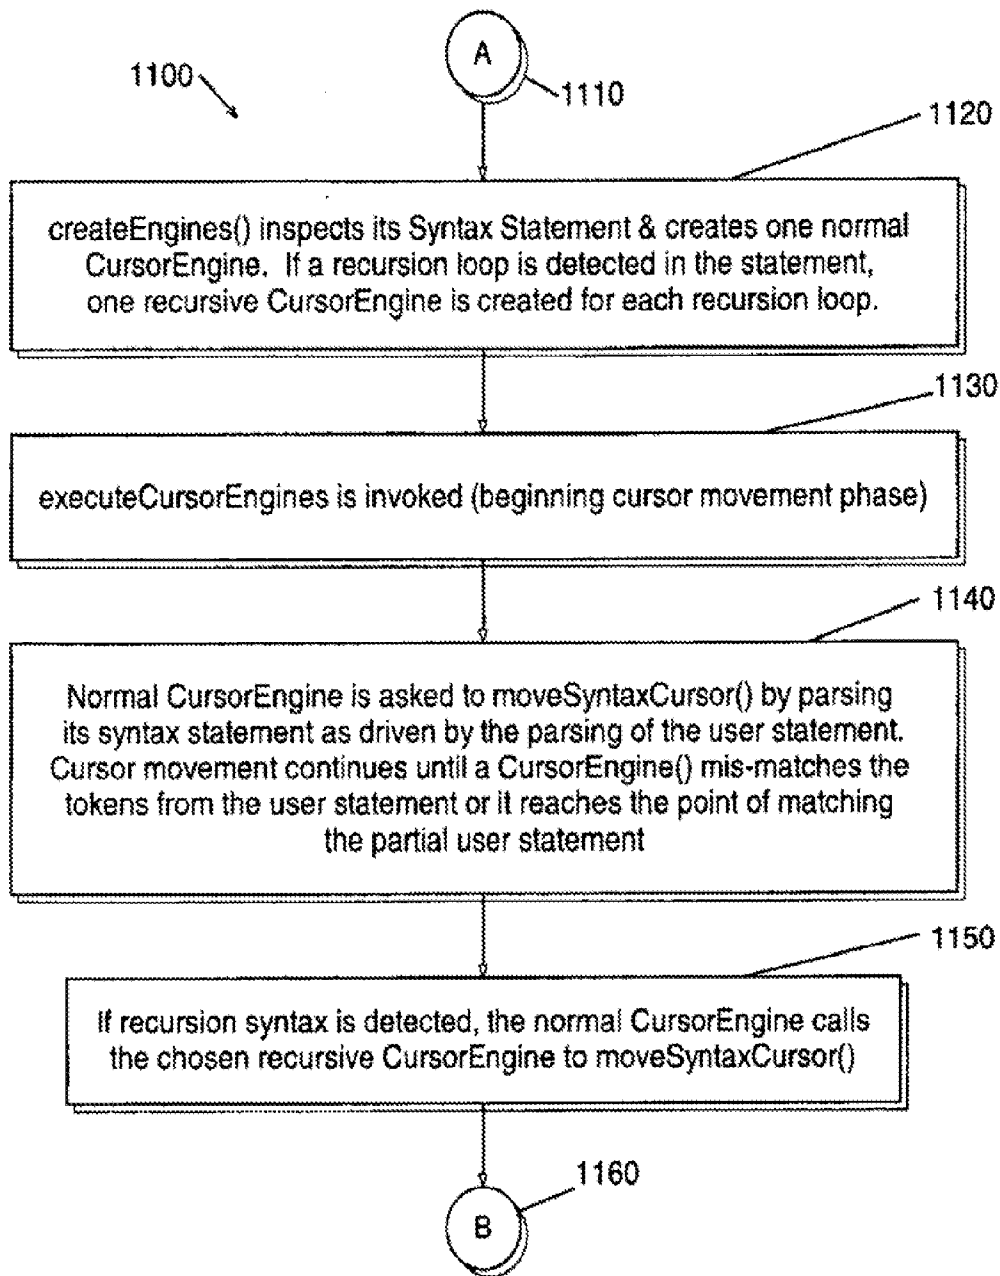 A
1100
1110
1120
createEngines() inspects its Syntax Statement & creates one normal
CursorEngine. If a recursion loop is detected in the statement,
one recursive CursorEngine is created for each recursion loop.
1130
executeCursorEngines is invoked (beginning cursor movement phase)
1140
Normal CursorEngine is asked to moveSyntaxCursor() by parsing
its syntax statement as driven by the parsing of the user statement.
Cursor movement continues until a CursorEngine() mis-matches the
tokens from the user statement or it reaches the point of matching
the partial user statement
1150
If recursion syntax is detected, the normal CursorEngine calls
the chosen recursive CursorEngine to moveSyntaxCursor()
1160
B